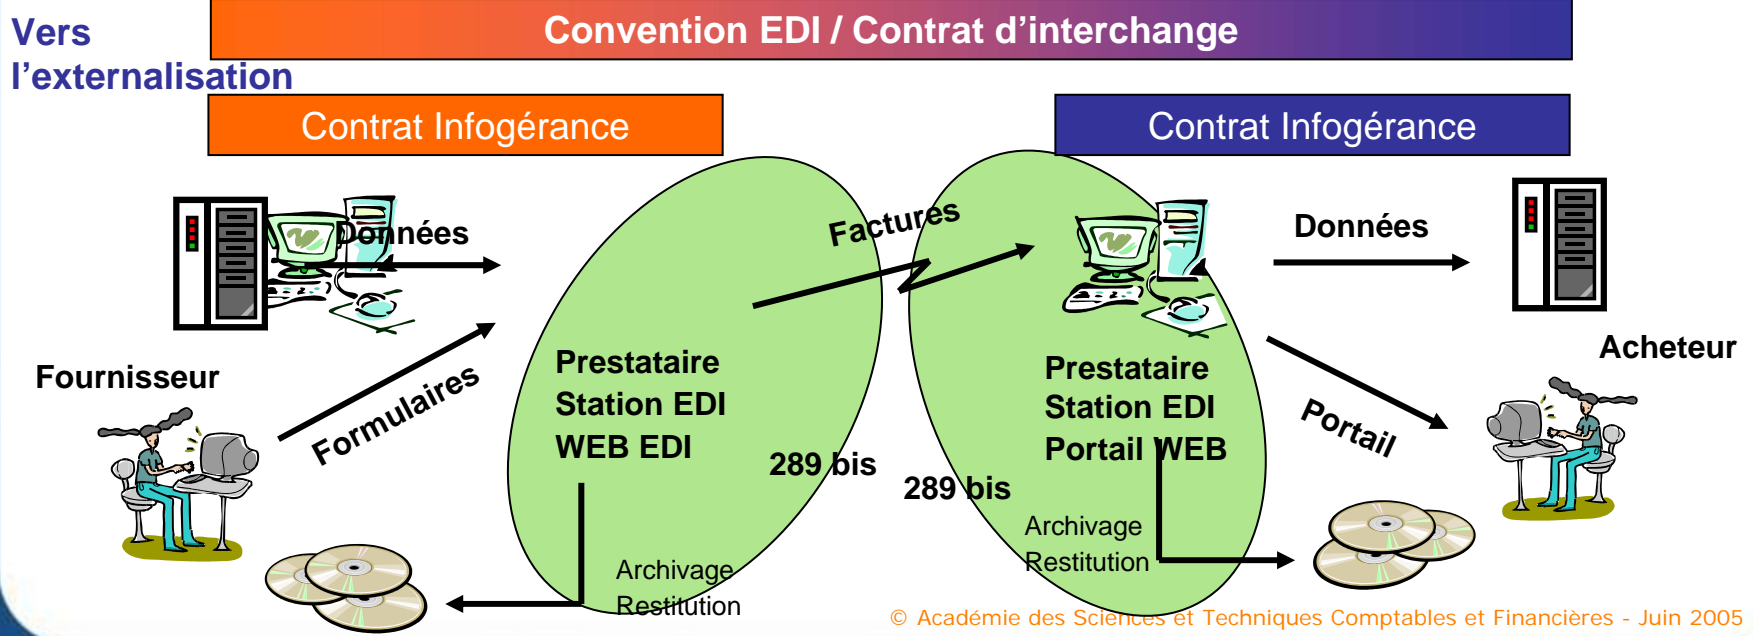 Vers
l'externalisation
Convention EDI / Contrat d'interchange
Contrat Infogérance
Contrat Infogérance
Données
Factures
Données
Fournisseur
Formulaires
Prestataire
Station EDI
WEB EDI
289 bis
Archivage
Restitution
Prestataire
Station EDI
Portail WEB
289 bis
Archivage
Restitution
Portail
Acheteur
© Académie des Sciences et Techniques Comptables et Financières - Juin 2005